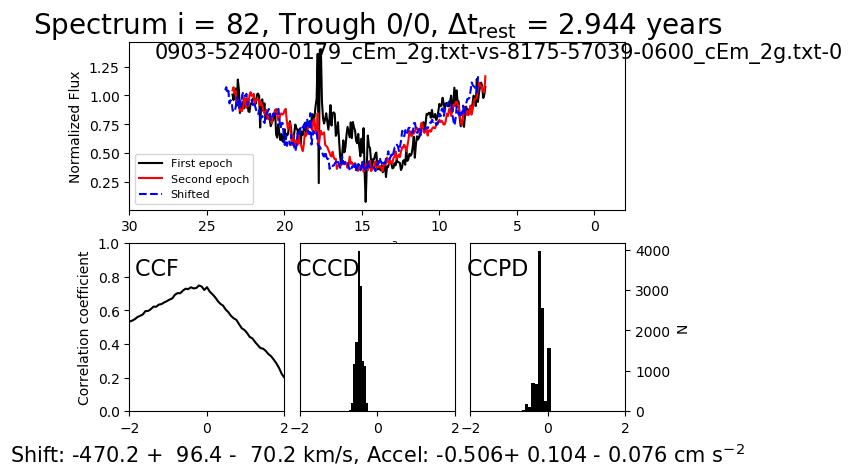 Spectrum i = 82, Trough 0/0, Δt_rest = 2.944 years
0903-52400-0179_cEm_2g.txt-vs-8175-57039-0600_cEm_2g.txt-0
Normalized Flux
1.25
1.00
0.75
0.50
0.25
First epoch
Second epoch
Shifted
30 25 20 15 10 5 0
Correlation coefficient
1.0
0.8
0.6
0.4
0.2
0.0
CCF
−2 0 2
CCCD
−2 0 2
CCPD
−2 0 2
4000
3000
2000
1000
0
N
Shift: -470.2 + 96.4 - 70.2 km/s, Accel: -0.506+ 0.104 - 0.076 cm s⁻²